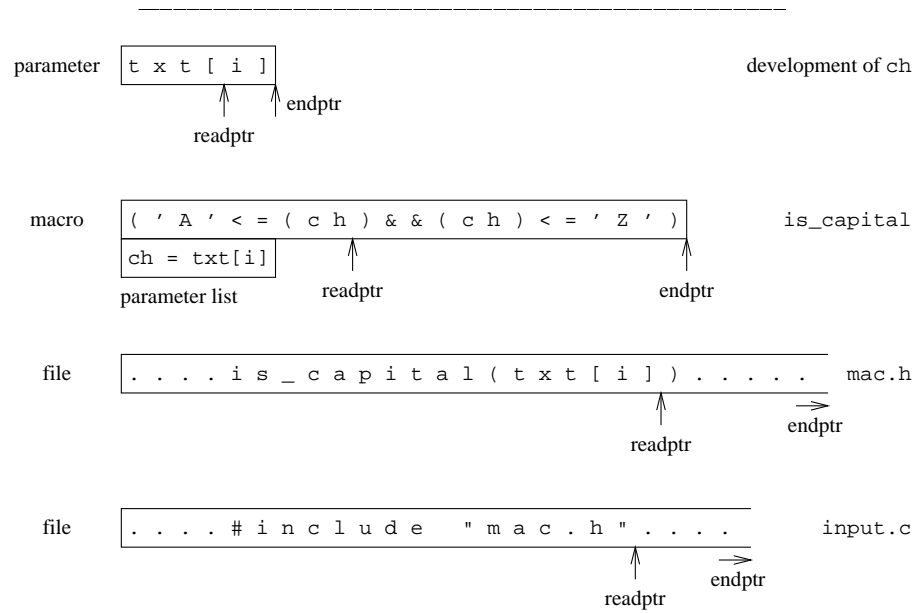 parameter t x t [ i ] development of ch
endptr
readptr
macro ( ' A ' < = ( c h ) & & ( c h ) < = ' Z ' ) is_capital
ch = txt[i]
parameter list readptr endptr
file . . . . i s _ c a p i t a l ( t x t [ i ] ) . . . . . mac.h
endptr
readptr
file . . . . # i n c l u d e " m a c . h " . . . . input.c
endptr
readptr